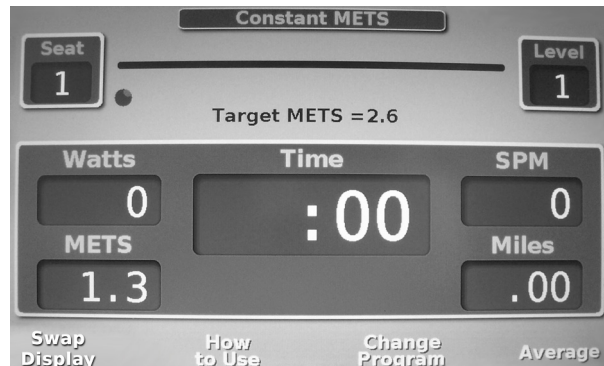 Constant METS
Seat
1
Level
1
Target METS =2.6
Watts
0
Time
:00
SPM
0
METS
1.3
Miles
.00
Swap
Display
How
to Use
Change
Program
Average